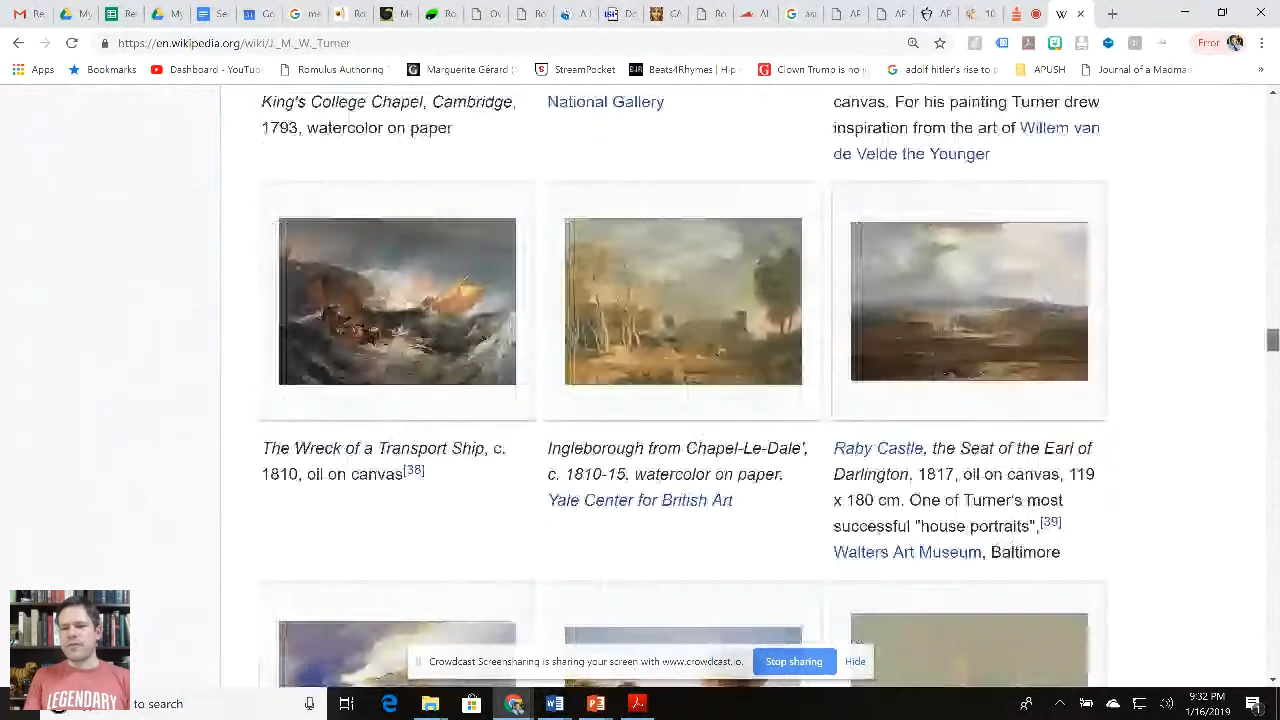 https://en.wikipedia.org/wiki/J._M._W._Turner
Error
Apps
Bookmarks
Dashboard - YouTu
Romulus Auditioning
Marguerite Gérard (
StreamPocket
Beats4Rhymes | Hip
Clown Trump is no
adolf hitler's rise to p
APUSH
Journal of a Madma
King's College Chapel, Cambridge,
1793, watercolor on paper
National Gallery
canvas. For his painting Turner drew
inspiration from the art of Willem van
de Velde the Younger
The Wreck of a Transport Ship, c.
1810, oil on canvas[38]
Ingleborough from Chapel-Le-Dale',
c. 1810-15, watercolor on paper.
Yale Center for British Art
Raby Castle, the Seat of the Earl of
Darlington, 1817, oil on canvas, 119
x 180 cm. One of Turner's most
successful "house portraits",[39]
Walters Art Museum, Baltimore
Crowdcast Screensharing is sharing your screen with www.crowdcast.o.
Stop sharing
Hide
LEGENDARY
to search
9:32 PM
1/16/2019